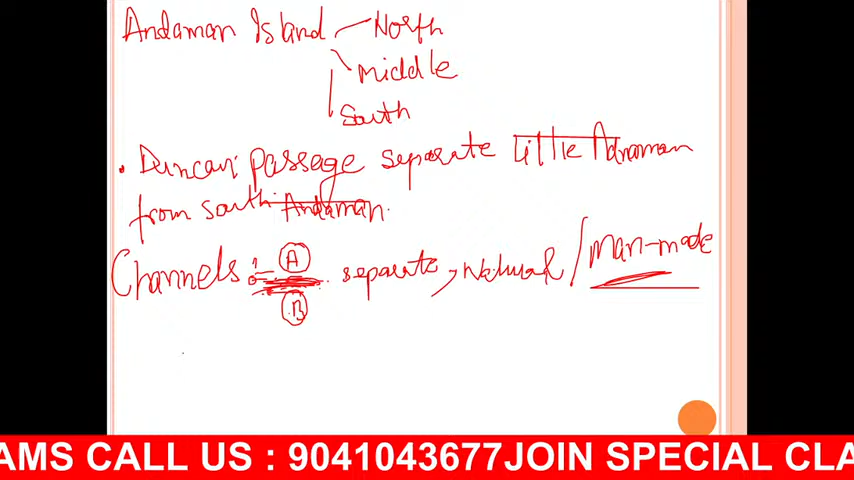 Andaman Island North
Middle
South
. Duncan passage separate Little Adnaman
from south Andaman.
Channels : A separate, Natural / Man-made
B
AMS CALL US : 9041043677JOIN SPECIAL CLA